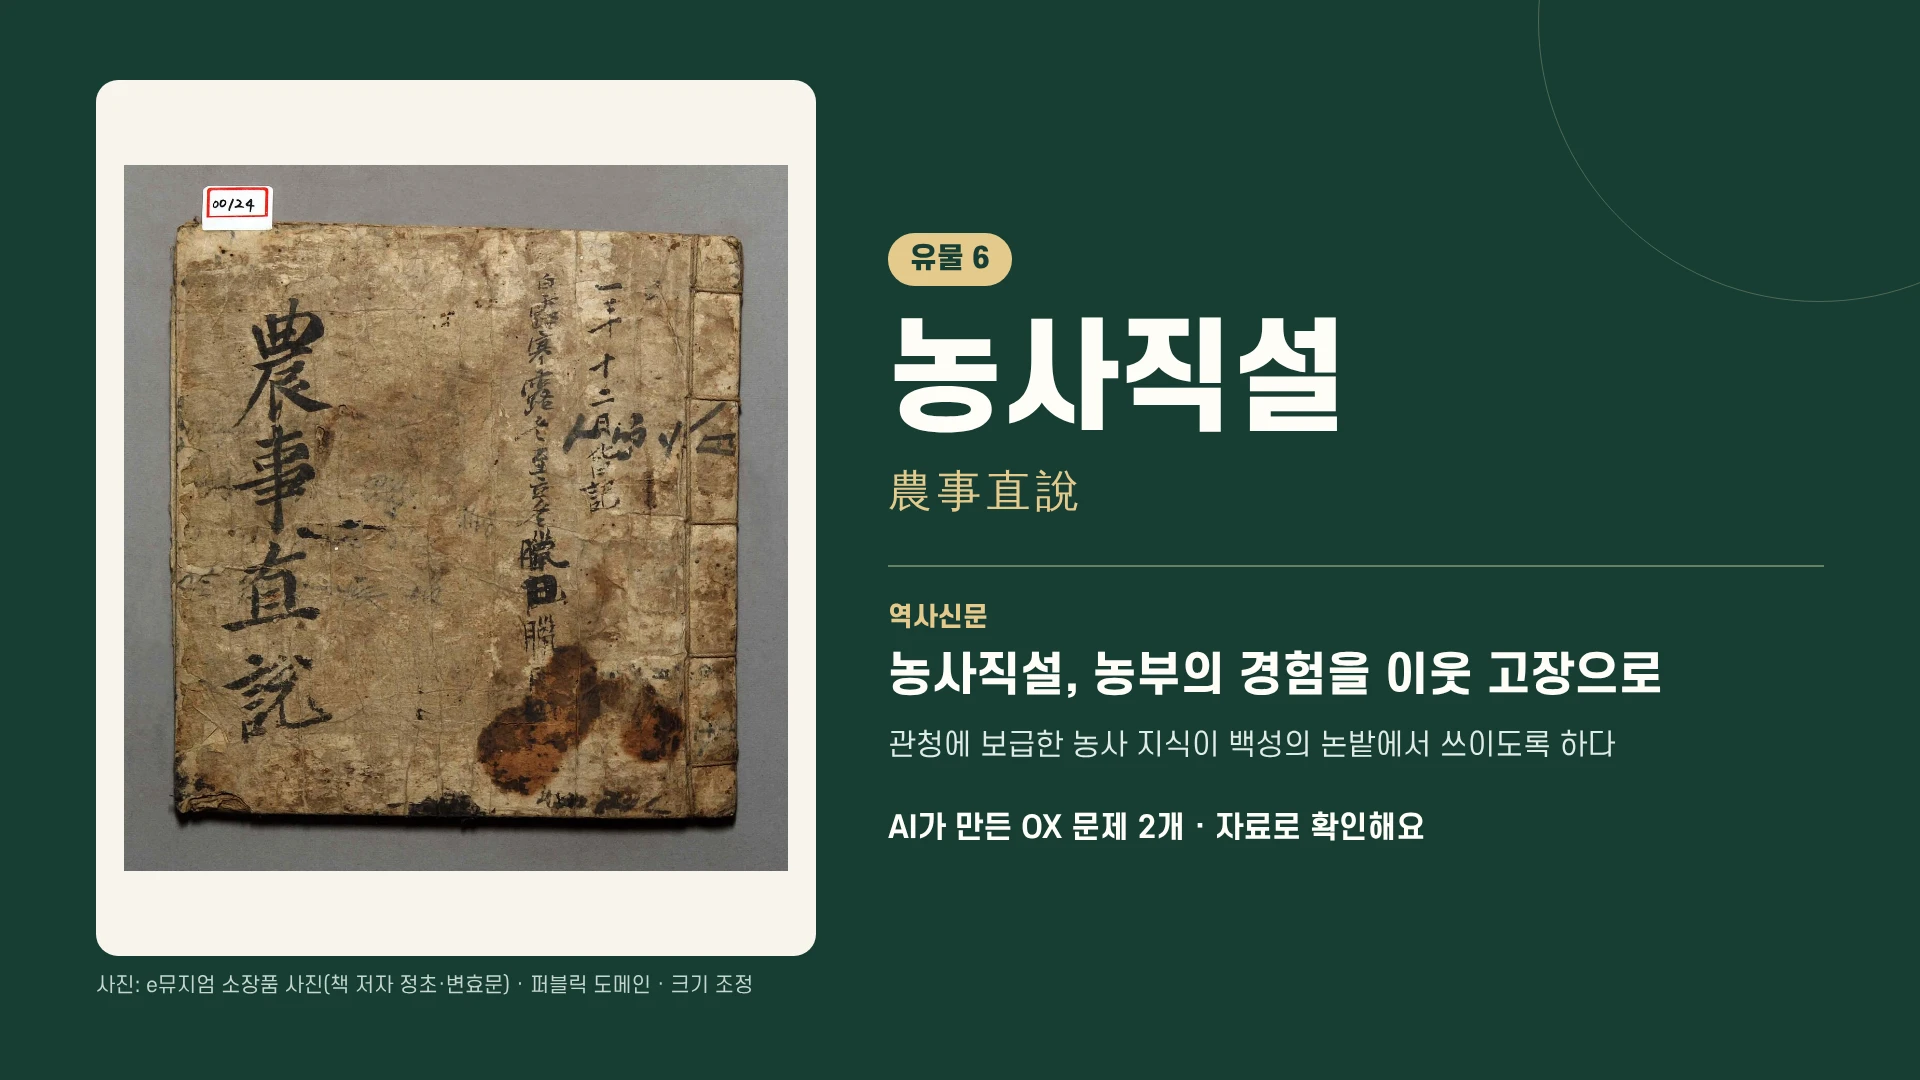 00124
農事直說
유물 6
농사직설
農事直說
역사신문
농사직설, 농부의 경험을 이웃 고장으로
관청에 보급한 농사 지식이 백성의 논밭에서 쓰이도록 하다
AI가 만든 OX 문제 2개 · 자료로 확인해요
사진: e뮤지엄 소장품 사진(책 저자 정초·변효문) · 퍼블릭 도메인 · 크기 조정